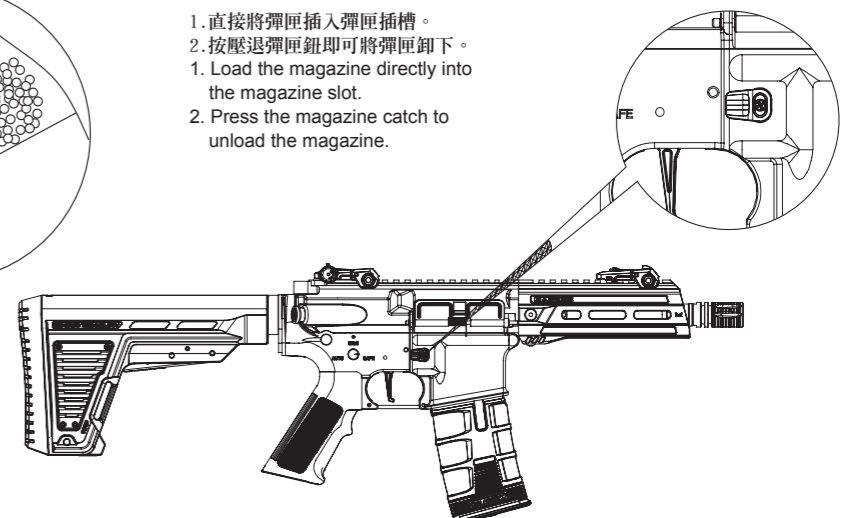 1.直接將彈匣插入彈匣插槽。
2.按壓退彈匣鈕即可將彈匣卸下。
1. Load the magazine directly into
the magazine slot.
2. Press the magazine catch to
unload the magazine.
FE
AUTO
SAFE